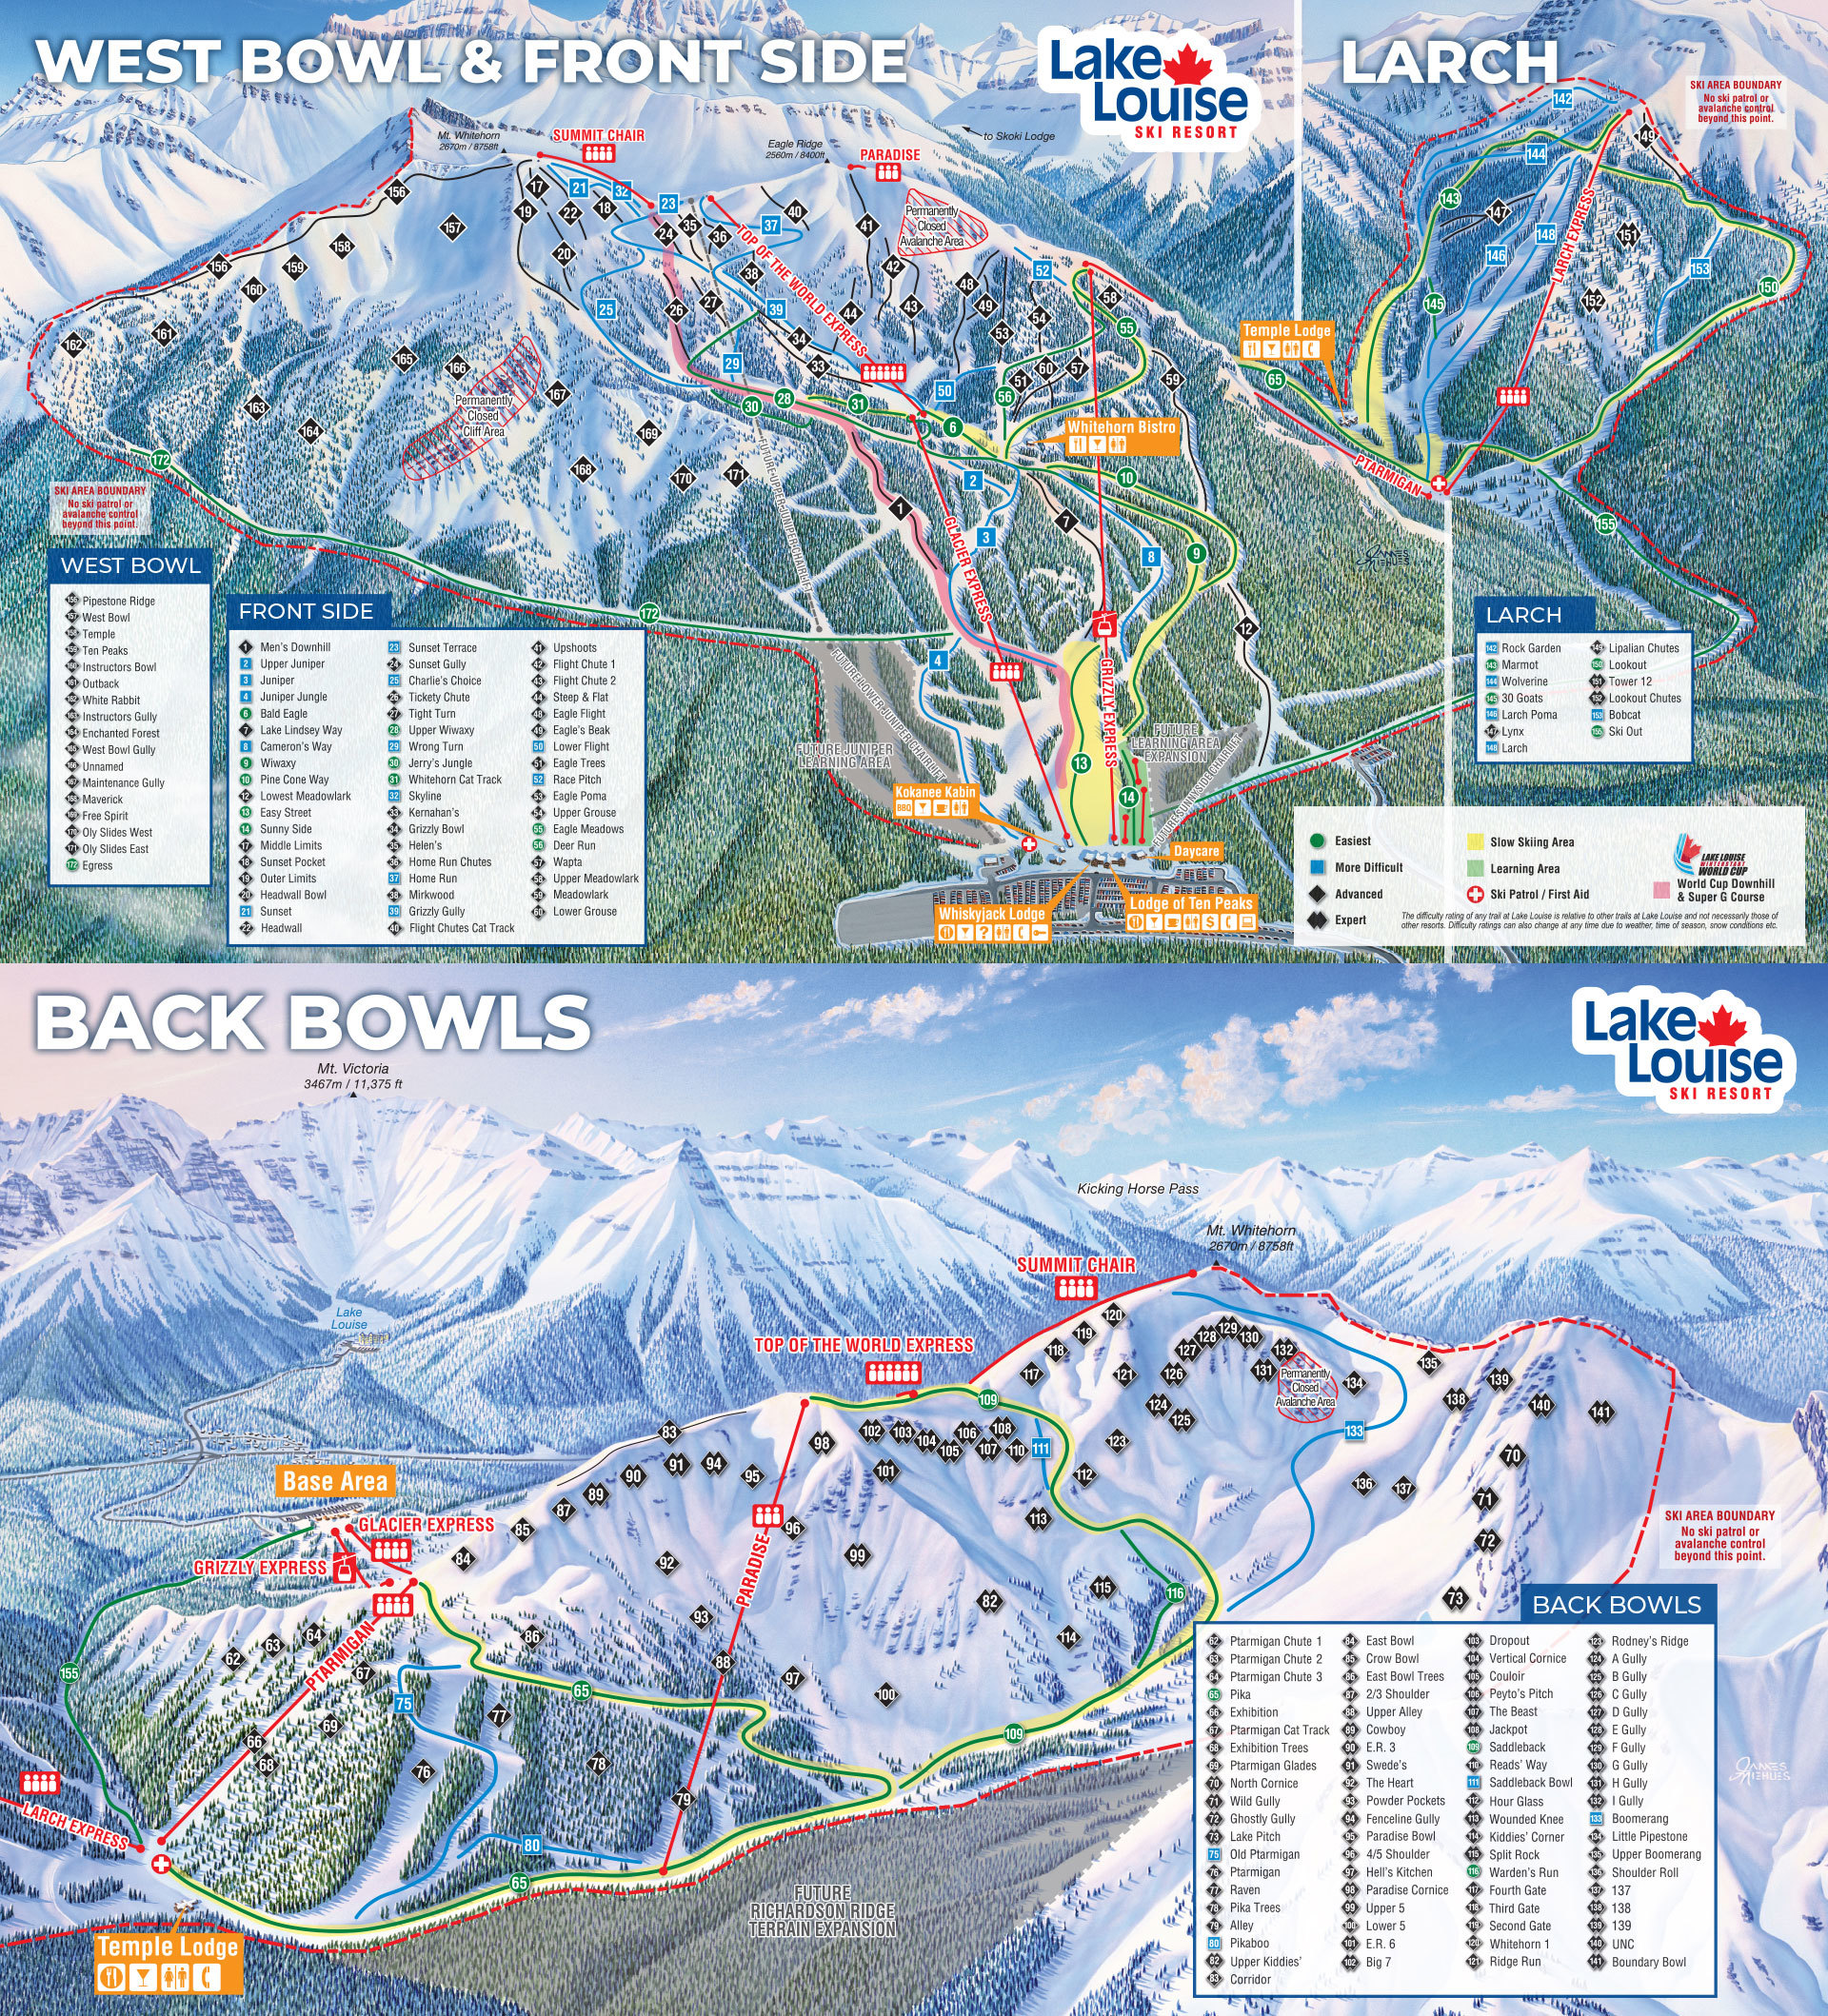 WEST BOWL & FRONT SIDE
Lake
Louise
SKI RESORT
LARCH
SKI AREA BOUNDARY
No ski patrol or
avalanche control
beyond this point.
Mt. Whitehorn
2670m / 8758ft
SUMMIT CHAIR
Eagle Ridge
2560m / 8400ft
PARADISE
to Skoki Lodge
Permanently
Closed
Avalanche Area
TOP OF THE WORLD EXPRESS
LARCH EXPRESS
Temple Lodge
Permanently
Closed
Cliff Area
Whitehorn Bistro
PTARMIGAN
SKI AREA BOUNDARY
No ski patrol or
avalanche control
beyond this point.
FUTURE UPPER JUNIPER CHAIRLIFT
GLACIER EXPRESS
GRIZZLY EXPRESS
FUTURE LOWER JUNIPER CHAIRLIFT
FUTURE JUNIPER
LEARNING AREA
FUTURE
LEARNING AREA
EXPANSION
FUTURE SUNNY SIDE CHAIRLIFT
Kokanee Kabin
BBQ
Daycare
Whiskyjack Lodge
Lodge of Ten Peaks
WEST BOWL
156 Pipestone Ridge
157 West Bowl
158 Temple
159 Ten Peaks
160 Instructors Bowl
161 Outback
162 White Rabbit
163 Instructors Gully
164 Enchanted Forest
165 West Bowl Gully
166 Unnamed
167 Maintenance Gully
168 Maverick
169 Free Spirit
170 Oly Slides West
171 Oly Slides East
172 Egress
FRONT SIDE
1 Men's Downhill
2 Upper Juniper
3 Juniper
4 Juniper Jungle
6 Bald Eagle
7 Lake Lindsey Way
8 Cameron's Way
9 Wiwaxy
10 Pine Cone Way
12 Lowest Meadowlark
13 Easy Street
14 Sunny Side
17 Middle Limits
18 Sunset Pocket
19 Outer Limits
20 Headwall Bowl
21 Sunset
22 Headwall
23 Sunset Terrace
24 Sunset Gully
25 Charlie's Choice
26 Tickety Chute
27 Tight Turn
28 Upper Wiwaxy
29 Wrong Turn
30 Jerry's Jungle
31 Whitehorn Cat Track
32 Skyline
33 Kernahan's
34 Grizzly Bowl
35 Helen's
36 Home Run Chutes
37 Home Run
38 Mirkwood
39 Grizzly Gully
40 Flight Chutes Cat Track
41 Upshoots
42 Flight Chute 1
43 Flight Chute 2
44 Steep & Flat
48 Eagle Flight
49 Eagle's Beak
50 Lower Flight
51 Eagle Trees
52 Race Pitch
53 Eagle Poma
54 Upper Grouse
55 Eagle Meadows
56 Deer Run
57 Wapta
58 Upper Meadowlark
59 Meadowlark
60 Lower Grouse
LARCH
142 Rock Garden
143 Marmot
144 Wolverine
145 30 Goats
146 Larch Poma
147 Lynx
148 Larch
149 Lipalian Chutes
150 Lookout
151 Tower 12
152 Lookout Chutes
153 Bobcat
155 Ski Out
Easiest
More Difficult
Advanced
Expert
Slow Skiing Area
Learning Area
Ski Patrol / First Aid
LAKE LOUISE
WINTERSTART
WORLD CUP
World Cup Downhill
& Super G Course
The difficulty rating of any trail at Lake Louise is relative to other trails at Lake Louise and not necessarily those of
other resorts. Difficulty ratings can also change at any time due to weather, time of season, snow conditions etc.
BACK BOWLS
Lake
Louise
SKI RESORT
Mt. Victoria
3467m / 11,375 ft
Kicking Horse Pass
Mt. Whitehorn
2670m / 8758ft
SUMMIT CHAIR
Lake
Louise
TOP OF THE WORLD EXPRESS
Permanently
Closed
Avalanche Area
Base Area
GLACIER EXPRESS
GRIZZLY EXPRESS
PARADISE
PTARMIGAN
LARCH EXPRESS
Temple Lodge
FUTURE
RICHARDSON RIDGE
TERRAIN EXPANSION
SKI AREA BOUNDARY
No ski patrol or
avalanche control
beyond this point.
BACK BOWLS
62 Ptarmigan Chute 1
63 Ptarmigan Chute 2
64 Ptarmigan Chute 3
65 Pika
66 Exhibition
67 Ptarmigan Cat Track
68 Exhibition Trees
69 Ptarmigan Glades
70 North Cornice
71 Wild Gully
72 Ghostly Gully
73 Lake Pitch
75 Old Ptarmigan
76 Ptarmigan
77 Raven
78 Pika Trees
79 Alley
80 Pikaboo
82 Upper Kiddies'
83 Corridor
84 East Bowl
85 Crow Bowl
86 East Bowl Trees
87 2/3 Shoulder
88 Upper Alley
89 Cowboy
90 E.R. 3
91 Swede's
92 The Heart
93 Powder Pockets
94 Fenceline Gully
95 Paradise Bowl
96 4/5 Shoulder
97 Hell's Kitchen
98 Paradise Cornice
99 Upper 5
100 Lower 5
101 E.R. 6
102 Big 7
103 Dropout
104 Vertical Cornice
105 Couloir
106 Peyto's Pitch
107 The Beast
108 Jackpot
109 Saddleback
110 Reads' Way
111 Saddleback Bowl
112 Hour Glass
113 Wounded Knee
114 Kiddies' Corner
115 Split Rock
116 Warden's Run
117 Fourth Gate
118 Third Gate
119 Second Gate
120 Whitehorn 1
121 Ridge Run
123 Rodney's Ridge
124 A Gully
125 B Gully
126 C Gully
127 D Gully
128 E Gully
129 F Gully
130 G Gully
131 H Gully
132 I Gully
133 Boomerang
134 Little Pipestone
135 Upper Boomerang
136 Shoulder Roll
137 137
138 138
139 139
140 UNC
141 Boundary Bowl